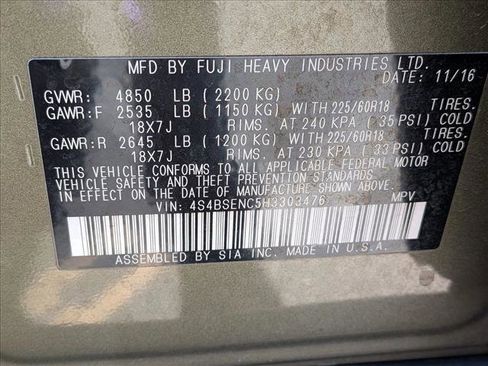 MFD BY FUJI HEAVY INDUSTRIES LTD.
DATE: 11/16
GVWR: 4850 LB ( 2200 KG)
GAWR:F 2535 LB ( 1150 KG) WITH 225/60R18 TIRES.
18X7J RIMS. AT 240 KPA ( 35 PSI) COLD
GAWR:R 2645 LB ( 1200 KG) WITH 225/60R18 TIRES.
18X7J RIMS. AT 230 KPA ( 33 PSI) COLD
THIS VEHICLE CONFORMS TO ALL APPLICABLE FEDERAL MOTOR
VEHICLE SAFETY AND THEFT PREVENTION STANDARDS
IN EFFECT ON THE DATE OF MANUFACTURE SHOWN ABOVE.
VIN: 4S4BSENC5H3303476 MPV
ASSEMBLED BY SIA INC. MADE IN U.S.A.